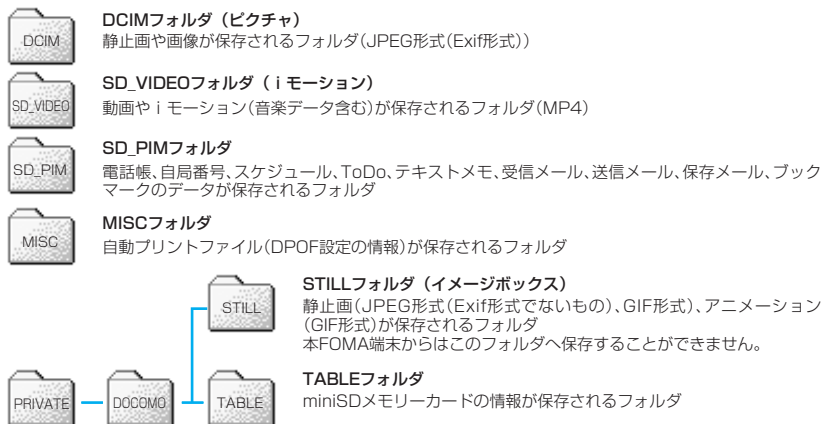 DCIM
DCIMフォルダ（ピクチャ）
静止画や画像が保存されるフォルダ(JPEG形式(Exif形式))
SD_VIDEO
SD_VIDEOフォルダ（ｉモーション）
動画やｉモーション(音楽データ含む)が保存されるフォルダ(MP4)
SD_PIM
SD_PIMフォルダ
電話帳、自局番号、スケジュール、ToDo、テキストメモ、受信メール、送信メール、保存メール、ブック
マークのデータが保存されるフォルダ
MISC
MISCフォルダ
自動プリントファイル(DPOF設定の情報)が保存されるフォルダ
STILL
STILLフォルダ（イメージボックス）
静止画(JPEG形式(Exif形式でないもの)、GIF形式)、アニメーション
(GIF形式)が保存されるフォルダ
本FOMA端末からはこのフォルダへ保存することができません。
PRIVATE
DOCOMO
TABLE
TABLEフォルダ
miniSDメモリーカードの情報が保存されるフォルダ